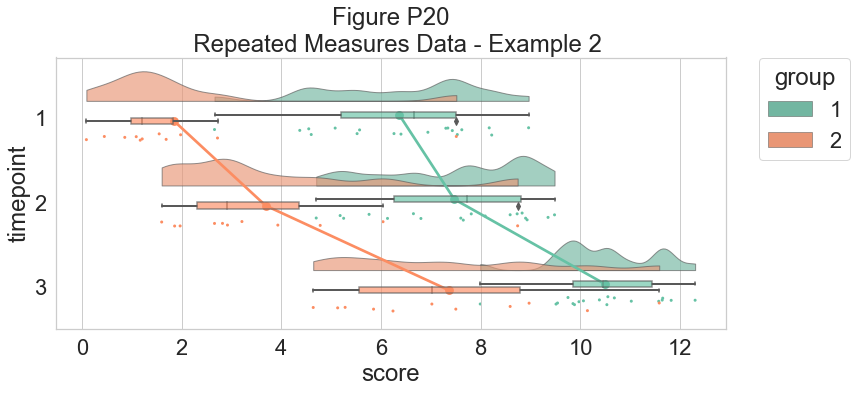 Figure P20
Repeated Measures Data - Example 2
group
1
2
timepoint
1
2
3
0 2 4 6 8 10 12
score